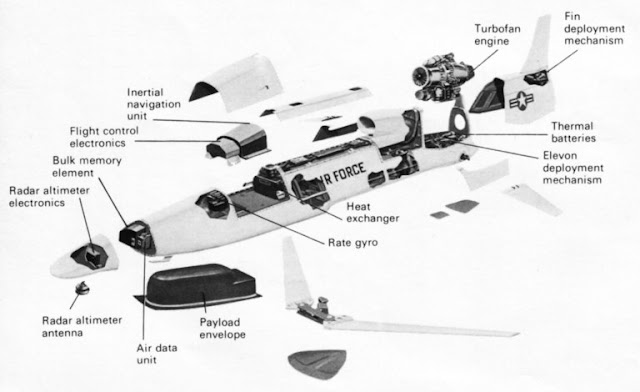 Fin
deployment
mechanism
Turbofan
engine
Inertial
navigation
unit
Flight control
electronics
Bulk memory
element
Radar altimeter
electronics
Thermal
batteries
Elevon
deployment
mechanism
R FORCE
Heat
exchanger
Rate gyro
Radar altimeter
antenna
Air data
unit
Payload
envelope